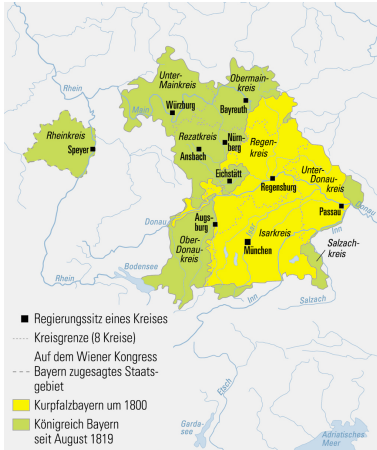 Unter-
Mainkreis
Obermain-
kreis
Rhein
Main
Würzburg
Bayreuth
Rheinkreis
Speyer
Rezatkreis
Nürn-
berg
Ansbach
Regen-
kreis
Eichstätt
Regensburg
Unter-
Donau-
kreis
Passau
Donau
Donau
Augs-
burg
Isar
Inn
Isarkreis
München
Ober-
Donau-
kreis
Salzach-
kreis
Bodensee
Rhein
Inn
Salzach
Etsch
Garda-
see
Adriatisches
Meer
Regierungssitz eines Kreises
Kreisgrenze (8 Kreise)
Auf dem Wiener Kongress
Bayern zugesagtes Staats-
gebiet
Kurpfalzbayern um 1800
Königreich Bayern
seit August 1819